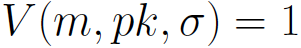 V(m, pk, σ) = 1